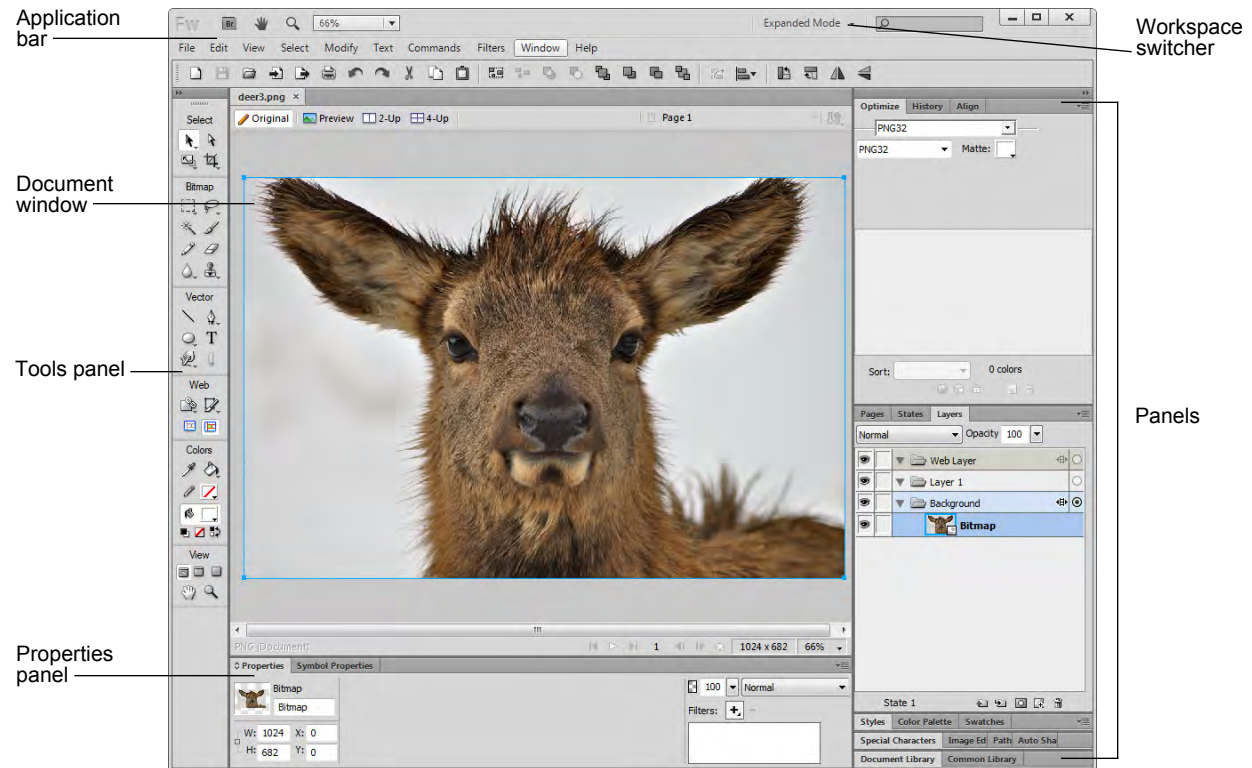 Application
bar
Workspace
switcher
Document
window
Tools panel
Panels
Properties
panel
Fw
Br
66%
Expanded Mode
File Edit View Select Modify Text Commands Filters Window Help
deer3.png ×
Original Preview 2-Up 4-Up
Page 1
Select
Bitmap
Vector
T
Web
Colors
View
Optimize History Align
PNG32
PNG32 Matte:
Sort: 0 colors
Pages States Layers
Normal Opacity 100
Web Layer
Layer 1
Background
Bitmap
State 1
Styles Color Palette Swatches
Special Characters Image Ed Path Auto Sha
Document Library Common Library
PNG (Document)
1
1024 x 682 66%
Properties Symbol Properties
Bitmap
Bitmap
W: 1024 X: 0
H: 682 Y: 0
100 Normal
Filters: